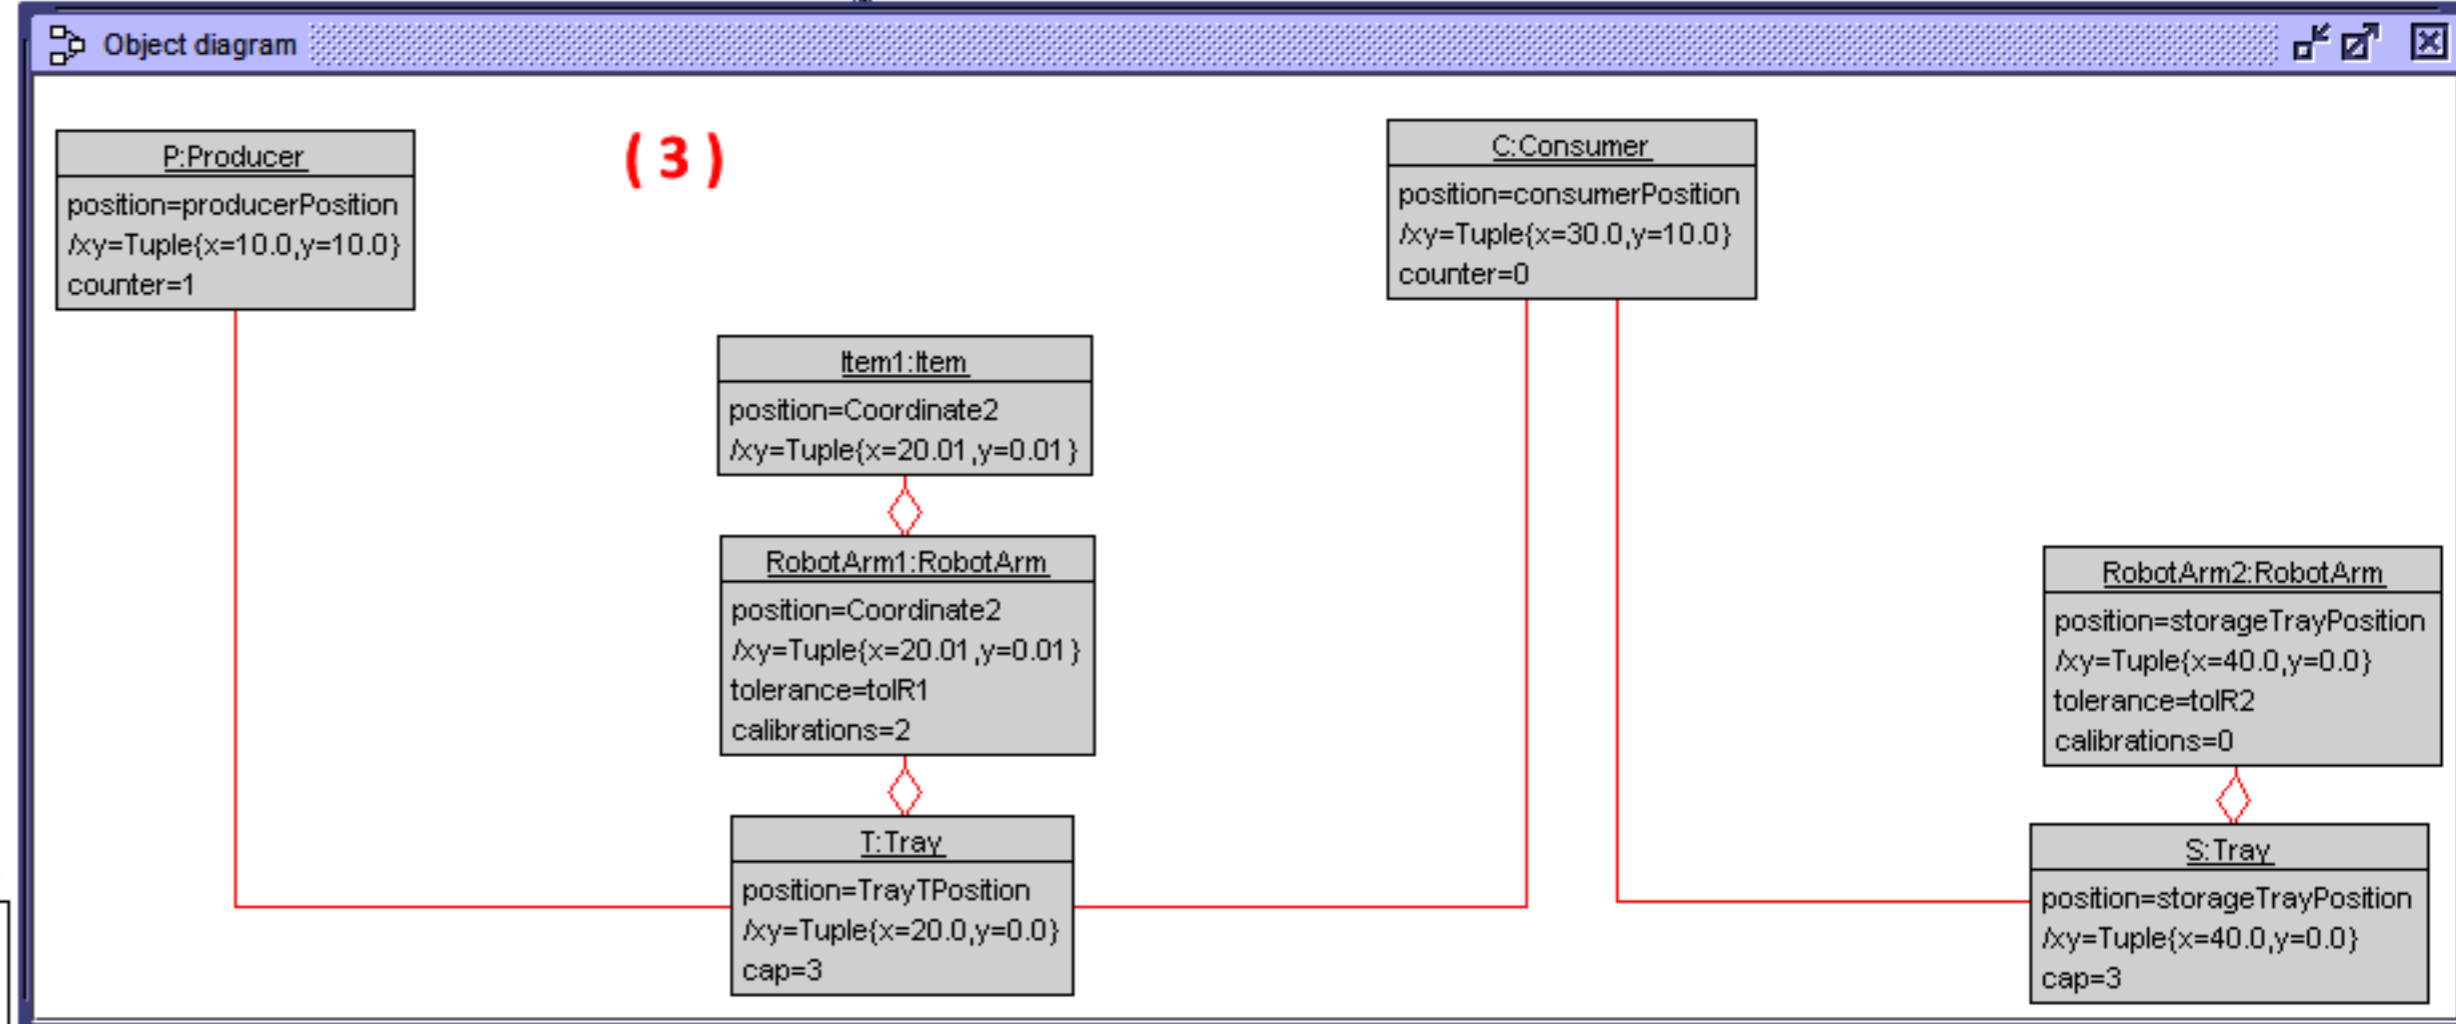 Object diagram
P:Producer
position=producerPosition
/xy=Tuple{x=10.0,y=10.0}
counter=1
( 3 )
C:Consumer
position=consumerPosition
/xy=Tuple{x=30.0,y=10.0}
counter=0
Item1:Item
position=Coordinate2
/xy=Tuple{x=20.01,y=0.01}
RobotArm1:RobotArm
position=Coordinate2
/xy=Tuple{x=20.01,y=0.01}
tolerance=tolR1
calibrations=2
RobotArm2:RobotArm
position=storageTrayPosition
/xy=Tuple{x=40.0,y=0.0}
tolerance=tolR2
calibrations=0
T:Tray
position=TrayTPosition
/xy=Tuple{x=20.0,y=0.0}
cap=3
S:Tray
position=storageTrayPosition
/xy=Tuple{x=40.0,y=0.0}
cap=3